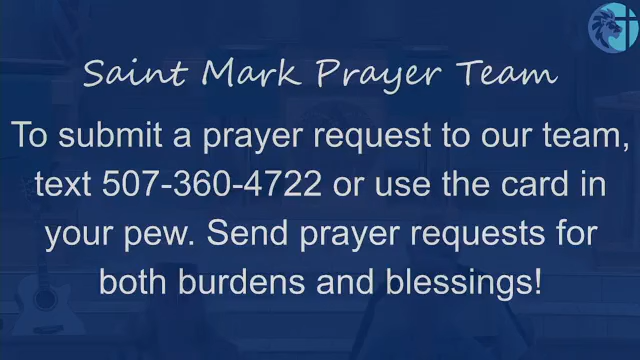 Saint Mark Prayer Team
To submit a prayer request to our team,
text 507-360-4722 or use the card in
your pew. Send prayer requests for
both burdens and blessings!